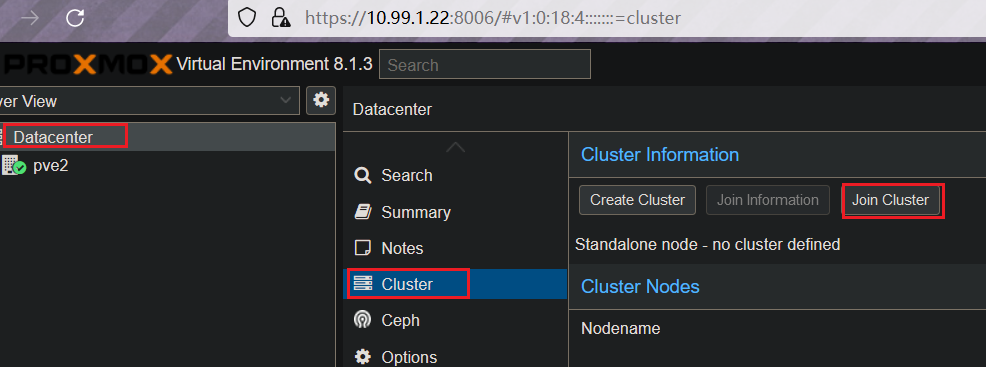 https://10.99.1.22:8006/#v1:0:18:4:::::::=cluster
PROXMOX Virtual Environment 8.1.3 Search
ver View
Datacenter
Datacenter
pve2
Search
Summary
Notes
Cluster
Ceph
Options
Cluster Information
Create Cluster Join Information Join Cluster
Standalone node - no cluster defined
Cluster Nodes
Nodename